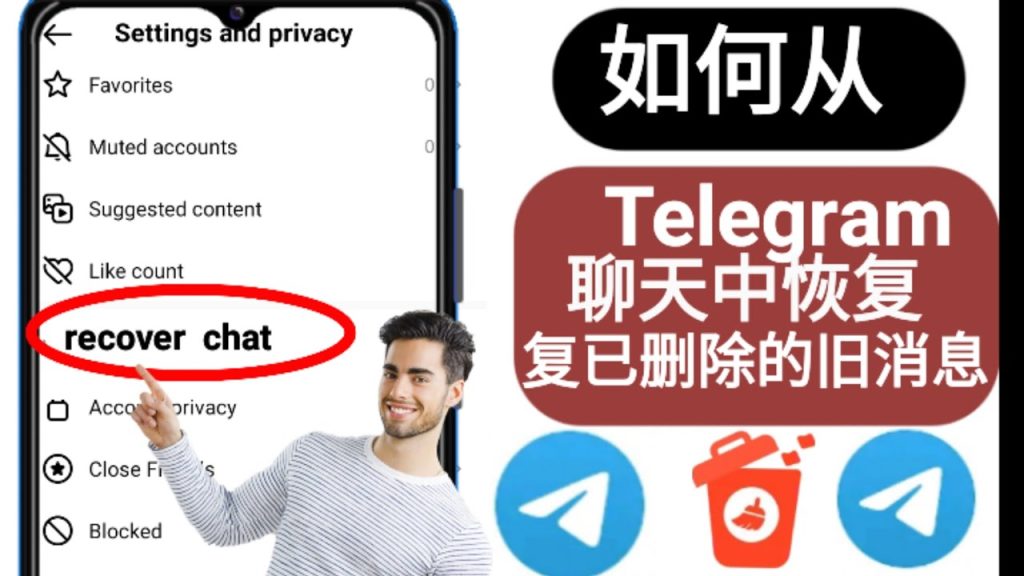 Settings and privacy
Favorites 0
Muted accounts 0
Suggested content
Like count
recover chat
Close
Blocked
如何从
Telegram
聊天中恢复
复已删除的旧消息